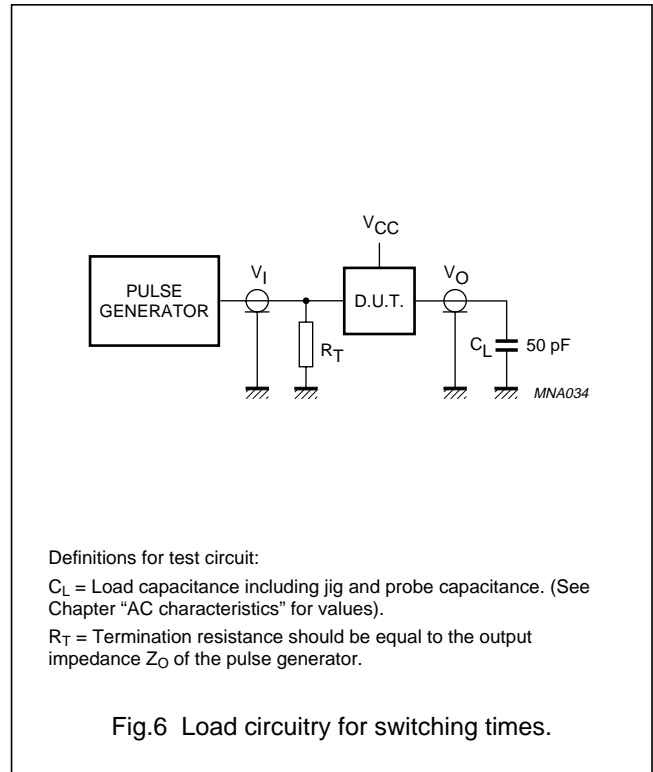 VCC
PULSE
GENERATOR
VI
D.U.T.
VO
RT
CL 50 pF
MNA034
Definitions for test circuit:
CL = Load capacitance including jig and probe capacitance. (See
Chapter “AC characteristics” for values).
RT = Termination resistance should be equal to the output
impedance ZO of the pulse generator.
Fig.6 Load circuitry for switching times.